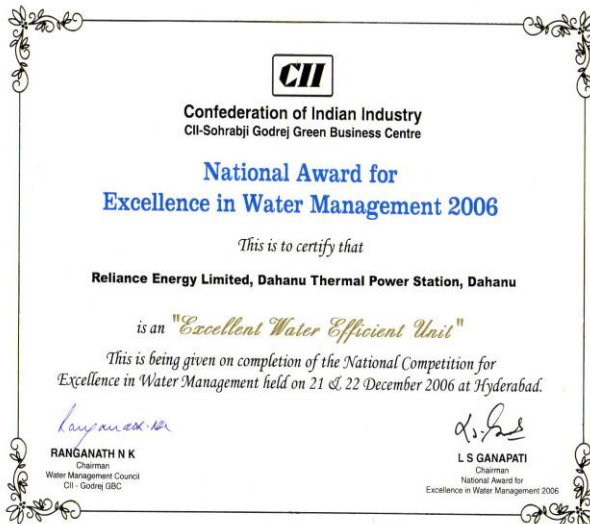 CII
Confederation of Indian Industry
CII-Sohrabji Godrej Green Business Centre
National Award for
Excellence in Water Management 2006
This is to certify that
Reliance Energy Limited, Dahanu Thermal Power Station, Dahanu
is an "Excellent Water Efficient Unit"
This is being given on completion of the National Competition for
Excellence in Water Management held on 21 & 22 December 2006 at Hyderabad.
RANGANATH N K
Chairman
Water Management Council
CII - Godrej GBC
L S GANAPATI
Chairman
National Award for
Excellence in Water Management 2006